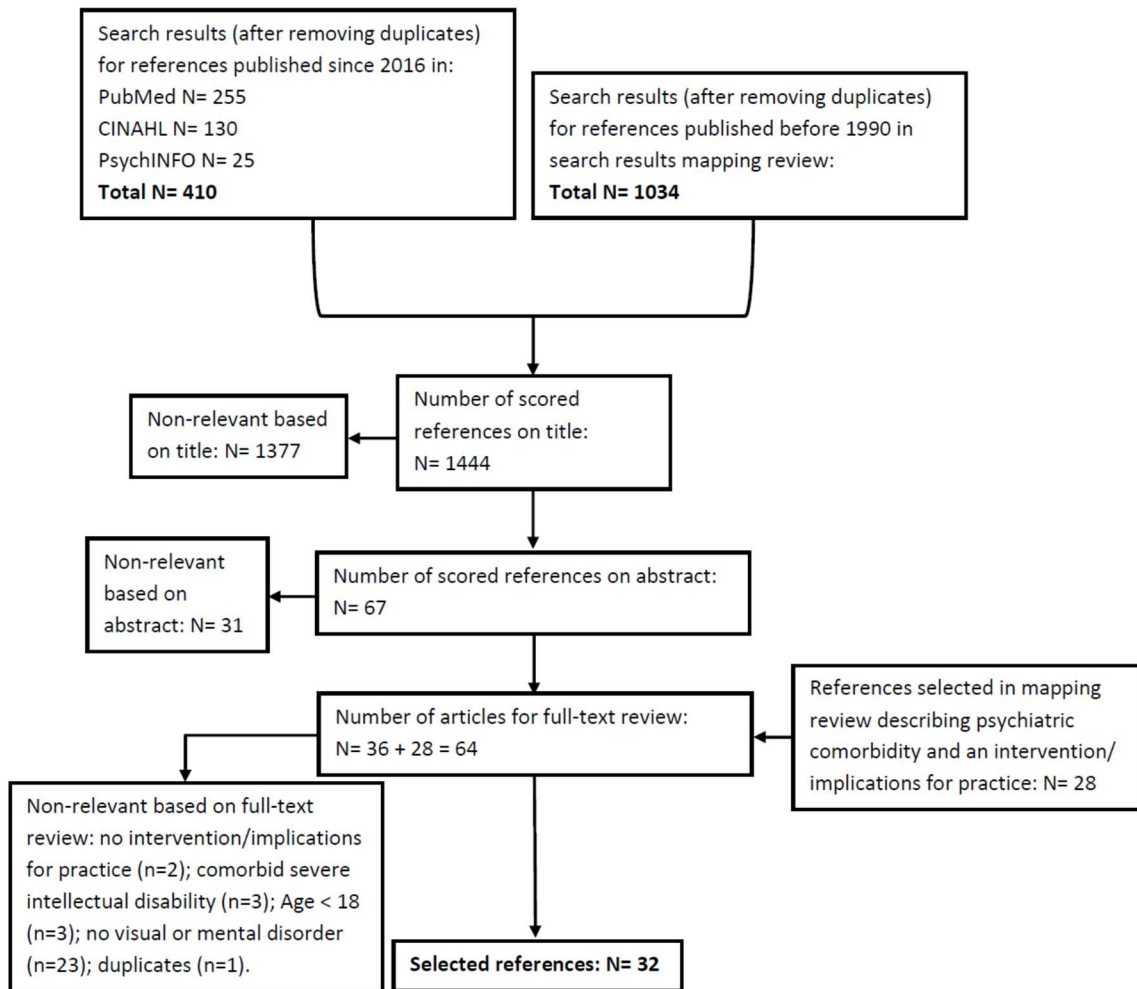 Search results (after removing duplicates)
for references published since 2016 in:
PubMed N= 255
CINAHL N= 130
PsychINFO N= 25
Total N= 410
Search results (after removing duplicates)
for references published before 1990 in
search results mapping review:
Total N= 1034
Number of scored
references on title:
N= 1444
Non-relevant based
on title: N= 1377
Number of scored references on abstract:
N= 67
Non-relevant
based on
abstract: N= 31
Number of articles for full-text review:
N= 36 + 28 = 64
References selected in mapping
review describing psychiatric
comorbidity and an intervention/
implications for practice: N= 28
Non-relevant based on full-text
review: no intervention/implications
for practice (n=2); comorbid severe
intellectual disability (n=3); Age < 18
(n=3); no visual or mental disorder
(n=23); duplicates (n=1).
Selected references: N= 32